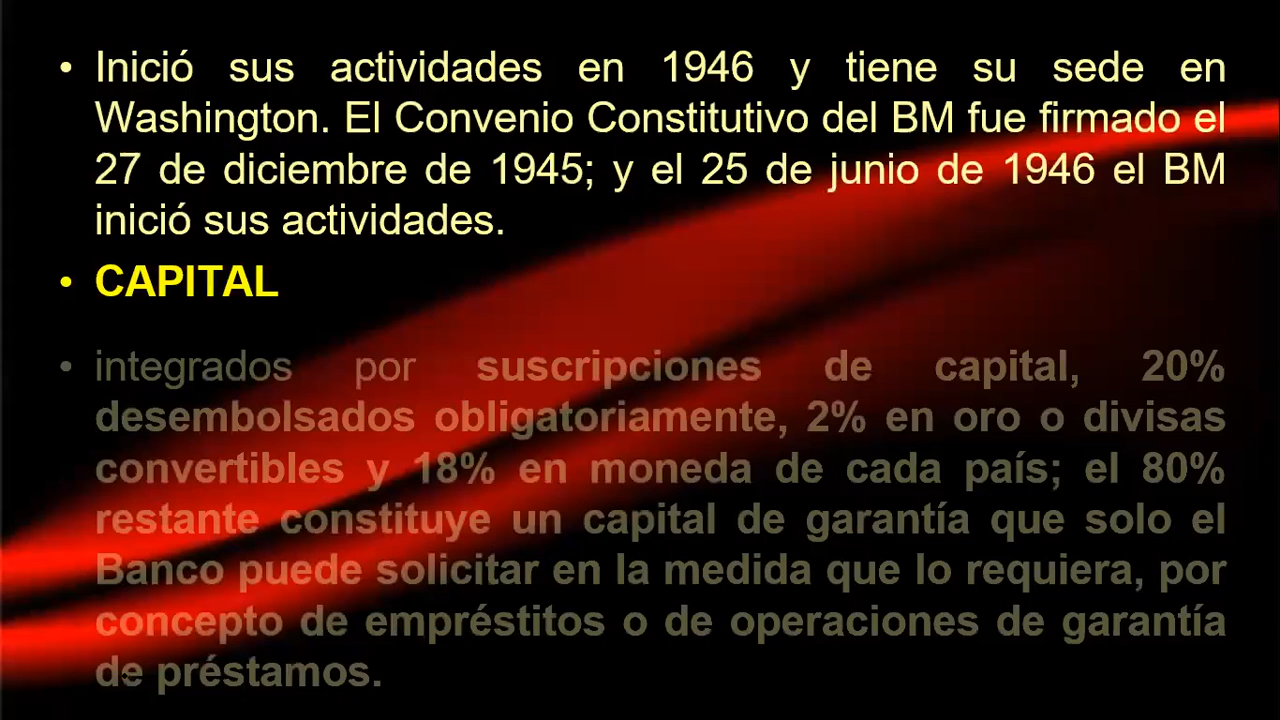 • Inició sus actividades en 1946 y tiene su sede en
Washington. El Convenio Constitutivo del BM fue firmado el
27 de diciembre de 1945; y el 25 de junio de 1946 el BM
inició sus actividades.
• CAPITAL
• integrados por suscripciones de capital, 20%
desembolsados obligatoriamente, 2% en oro o divisas
convertibles y 18% en moneda de cada país; el 80%
restante constituye un capital de garantía que solo el
Banco puede solicitar en la medida que lo requiera, por
concepto de empréstitos o de operaciones de garantía
de préstamos.